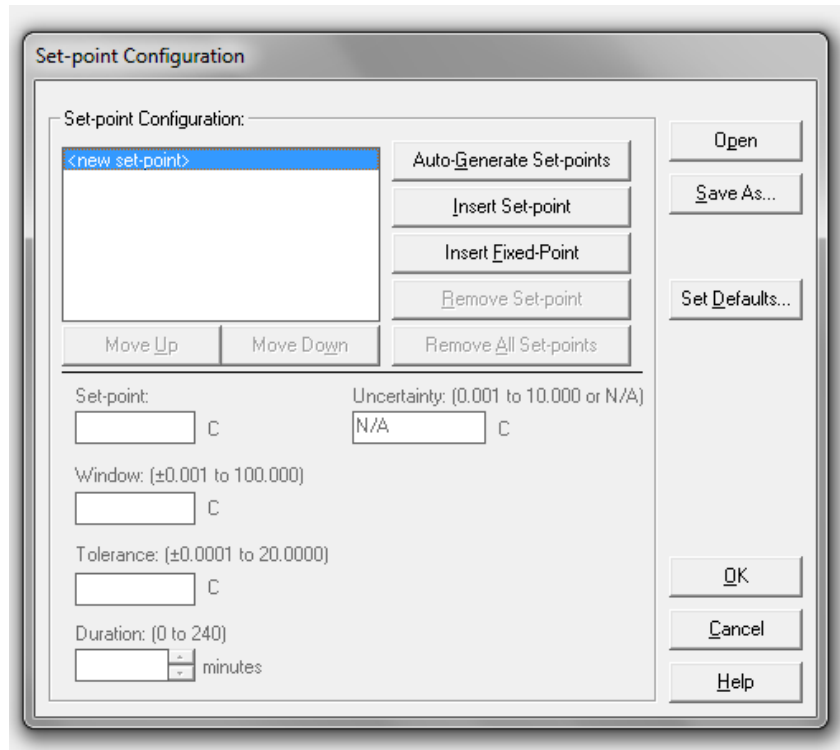 Set-point Configuration
Set-point Configuration:
<new set-point>
Auto-Generate Set-points
Insert Set-point
Insert Fixed-Point
Remove Set-point
Move Up
Move Down
Remove All Set-points
Open
Save As...
Set Defaults...
Set-point:
C
Uncertainty: (0.001 to 10.000 or N/A)
N/A
C
Window: (±0.001 to 100.000)
C
Tolerance: (±0.0001 to 20.0000)
C
Duration: (0 to 240)
minutes
OK
Cancel
Help